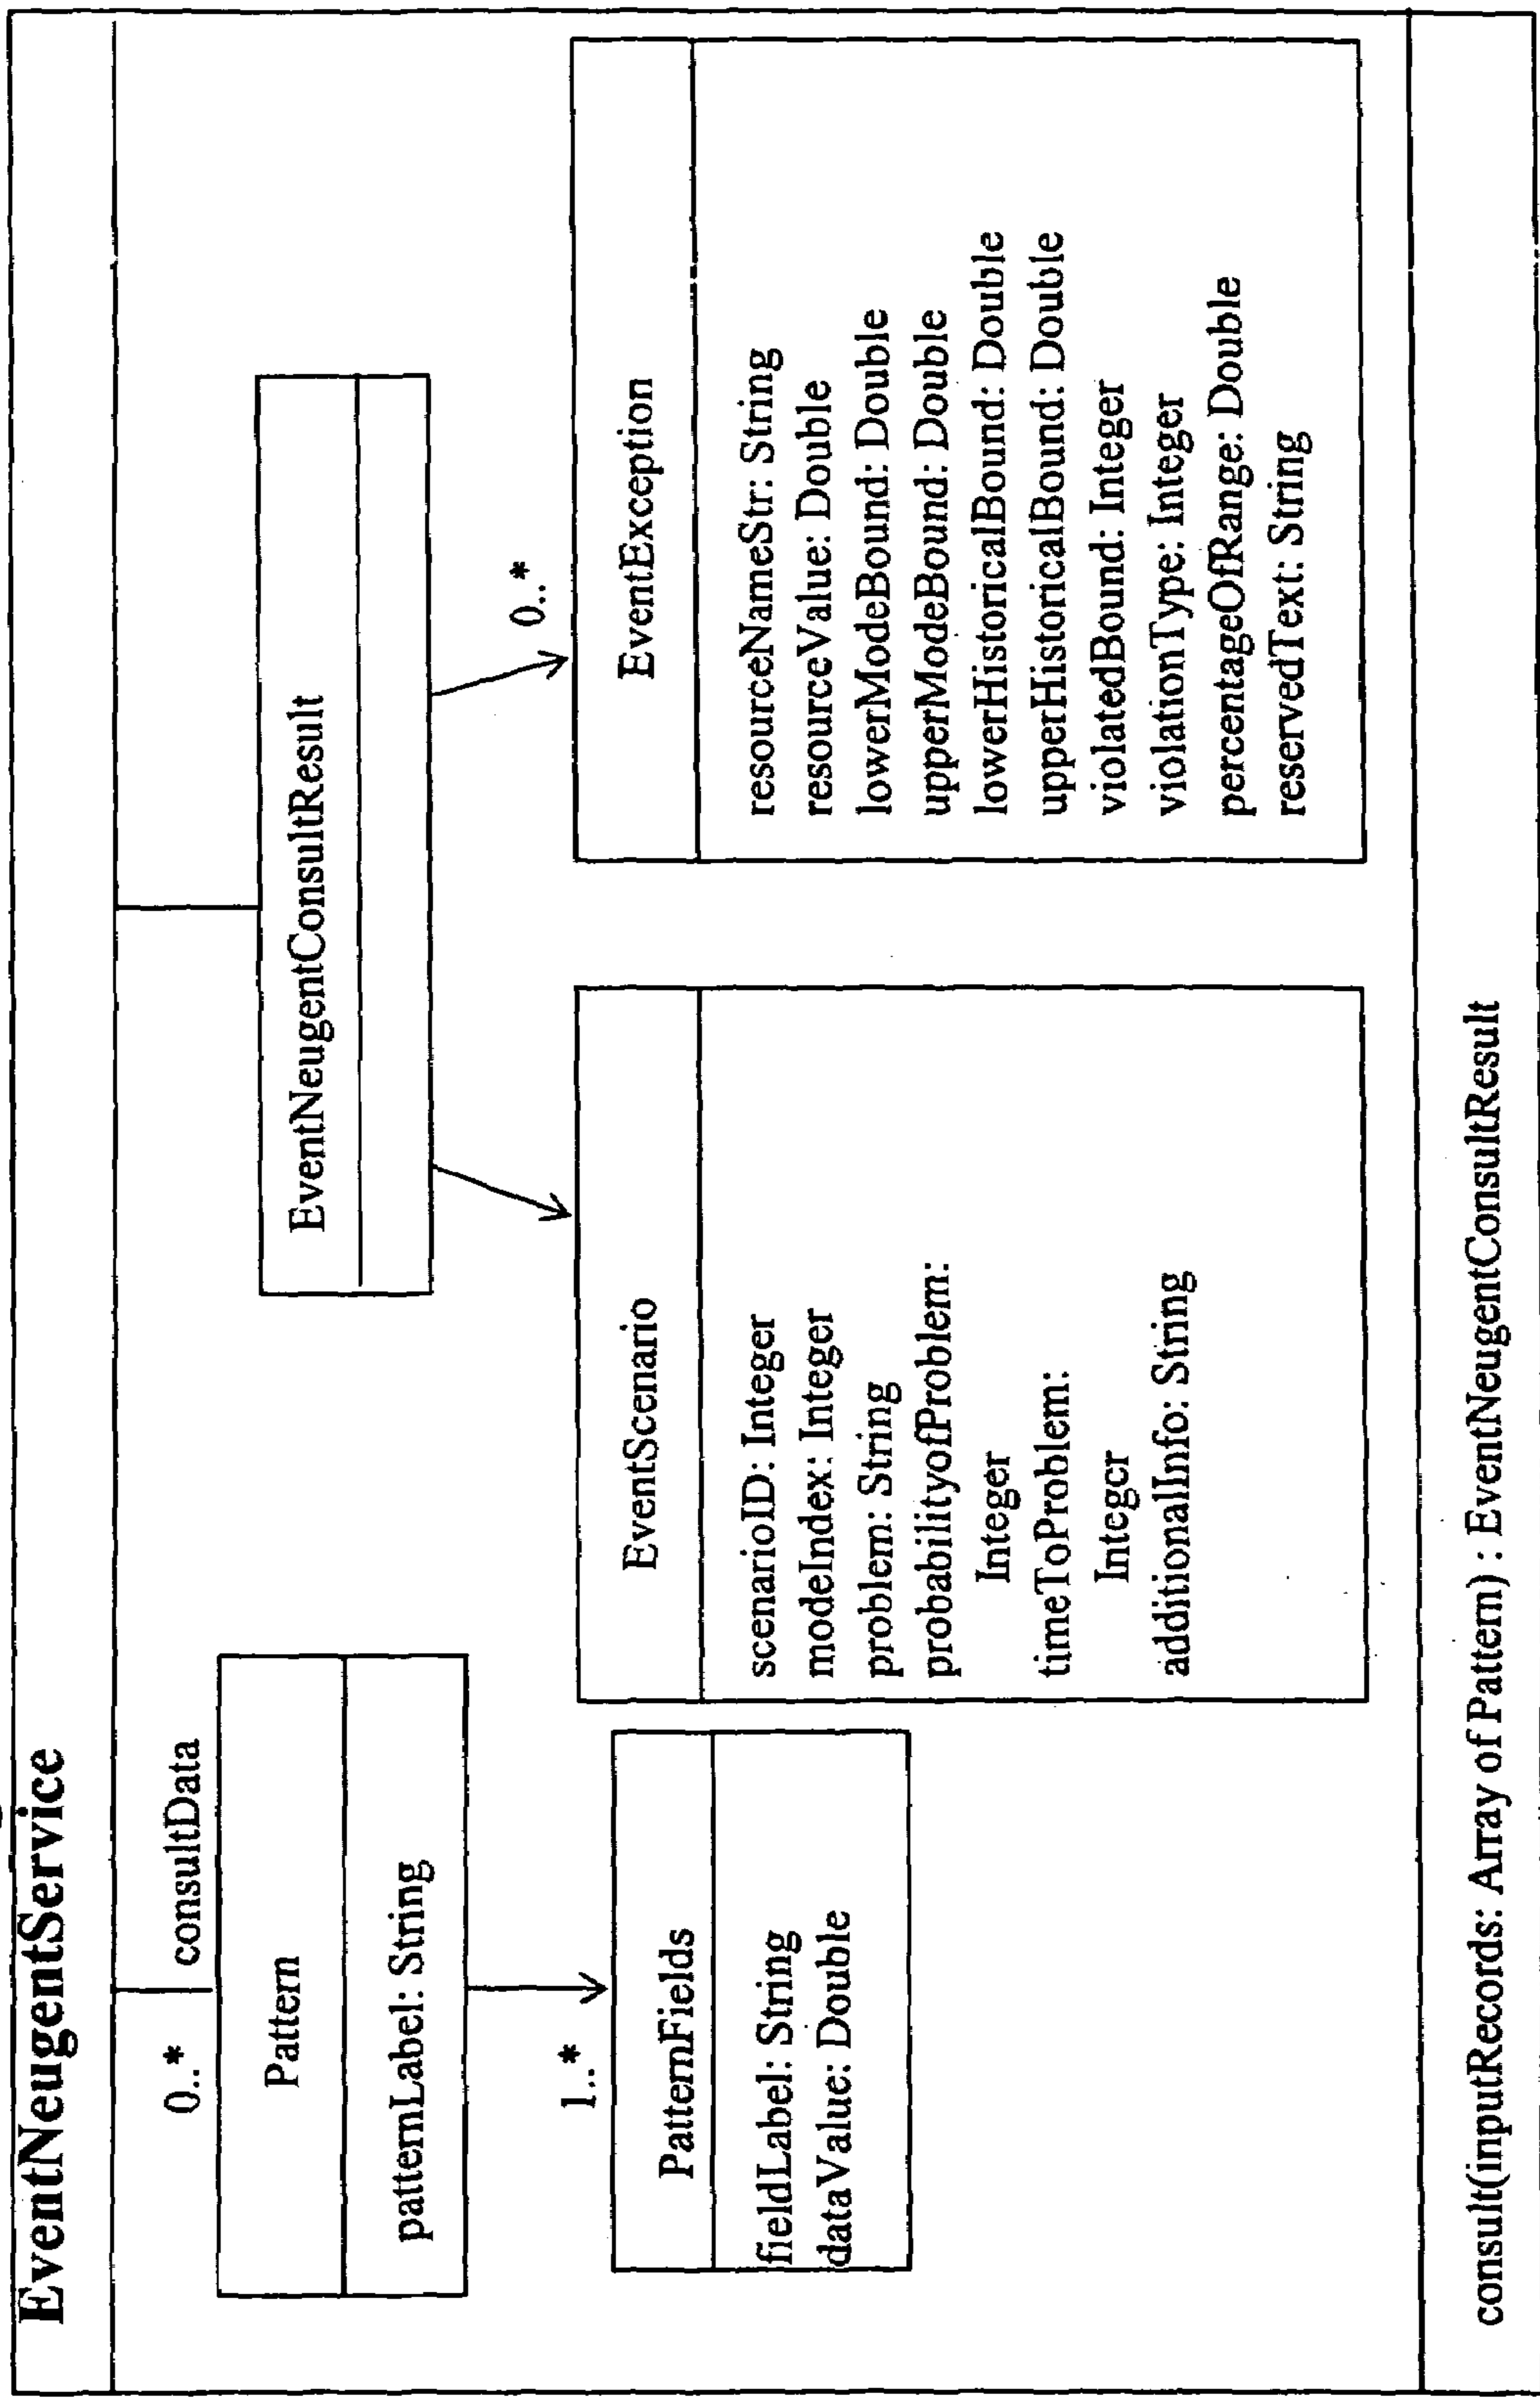 EventNeugentService
0..* consultData
Pattern
patternLabel: String
1..*
PatternFields
fieldLabel: String
dataValue: Double
EventNeugentConsultResult
0..*
EventScenario
scenarioID: Integer
modeIndex: Integer
problem: String
probabilityofProblem:
Integer
timeToProblem:
Integer
additionalInfo: String
EventException
resourceNameStr: String
resourceValue: Double
lowerModeBound: Double
upperModeBound: Double
lowerHistoricalBound: Double
upperHistoricalBound: Double
violatedBound: Integer
violationType: Integer
percentageOfRange: Double
reservedText: String
consult(inputRecords: Array of Pattern) : EventNeugentConsultResult